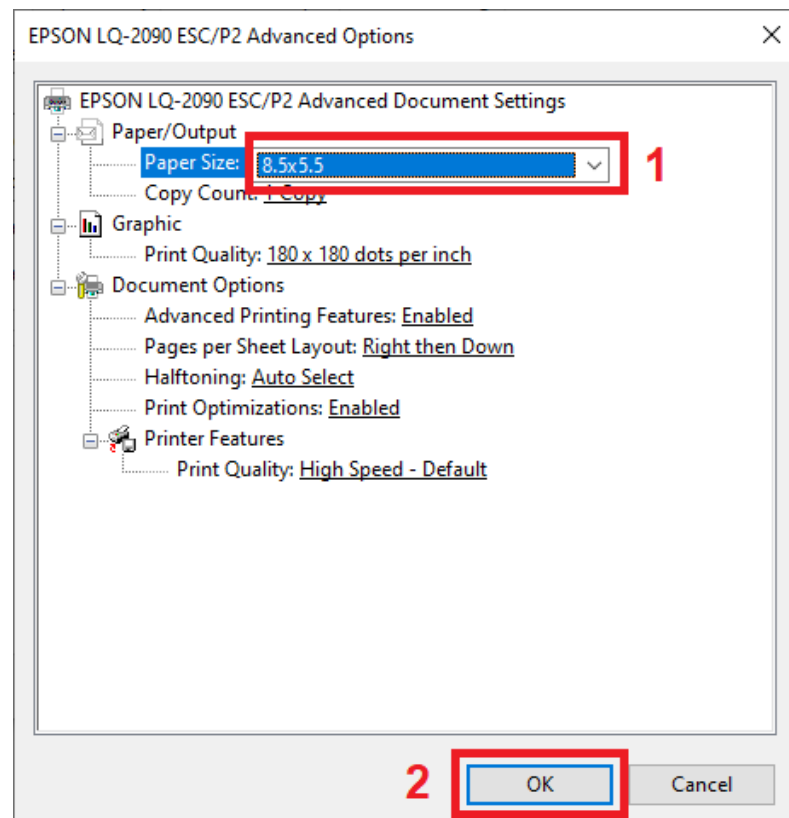 EPSON LQ-2090 ESC/P2 Advanced Options
EPSON LQ-2090 ESC/P2 Advanced Document Settings
Paper/Output
Paper Size: 8.5x5.5 1
Copy Count: 1 Copy
Graphic
Print Quality: 180 x 180 dots per inch
Document Options
Advanced Printing Features: Enabled
Pages per Sheet Layout: Right then Down
Halftoning: Auto Select
Print Optimizations: Enabled
Printer Features
Print Quality: High Speed - Default
2 OK Cancel